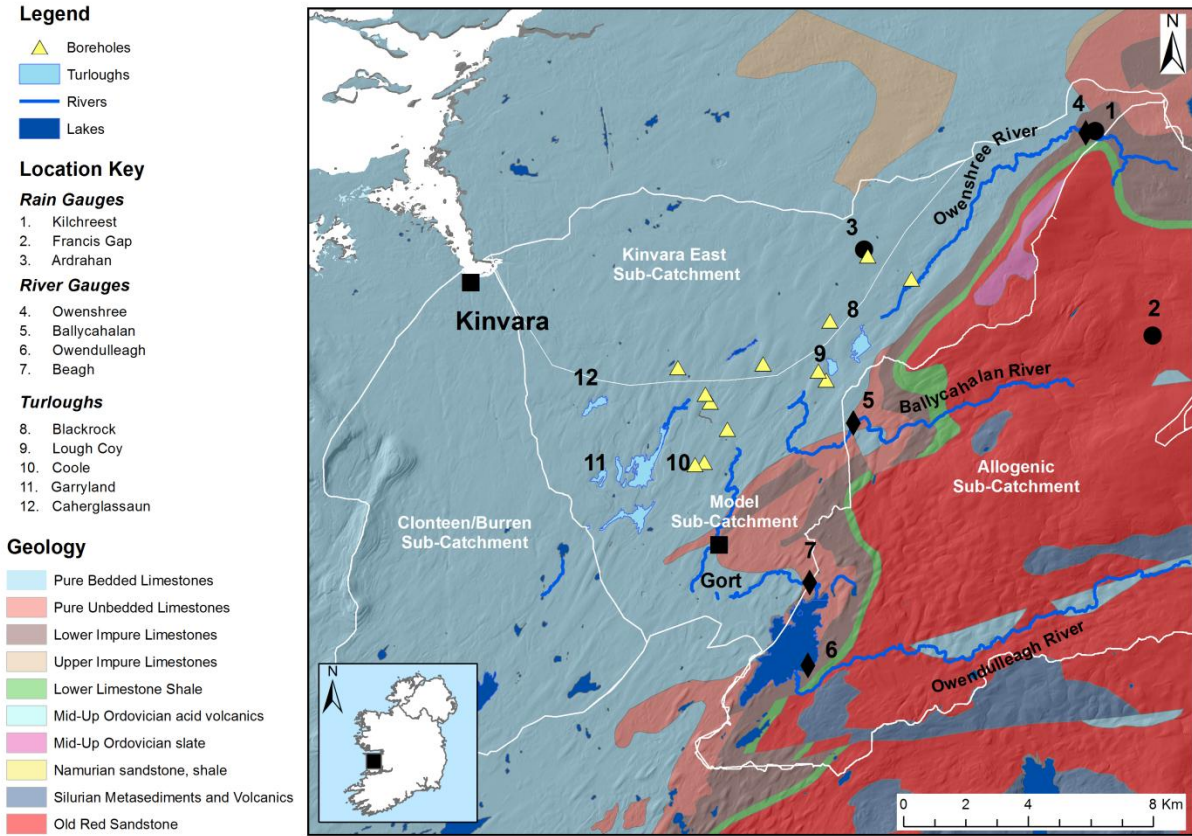 Legend
Boreholes
Turloughs
Rivers
Lakes
Location Key
Rain Gauges
1. Kilchreest
2. Francis Gap
3. Ardrahan
River Gauges
4. Owenshree
5. Ballycahalan
6. Owendulleagh
7. Beagh
Turloughs
8. Blackrock
9. Lough Coy
10. Coole
11. Garryland
12. Caherglassaun
Geology
Pure Bedded Limestones
Pure Unbedded Limestones
Lower Impure Limestones
Upper Impure Limestones
Lower Limestone Shale
Mid-Up Ordovician acid volcanics
Mid-Up Ordovician slate
Namurian sandstone, shale
Silurian Metasediments and Volcanics
Old Red Sandstone
N
4
1
Owenshree River
3
Kinvara East
Sub-Catchment
Kinvara
8
2
9
12
5
Ballycahalan River
11
10
Allogenic
Sub-Catchment
Model
Sub-Catchment
Clonteen/Burren
Sub-Catchment
7
Gort
6
Owendulleagh River
N
0 2 4 8 Km